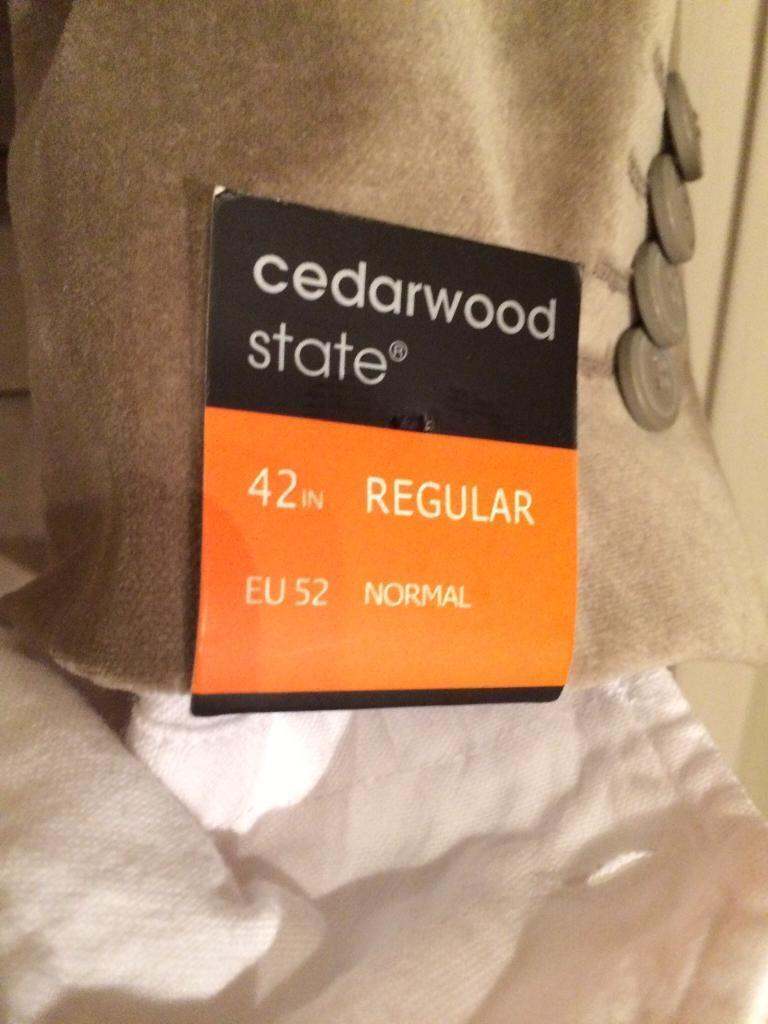 cedarwood
state®
42IN REGULAR
EU 52 NORMAL